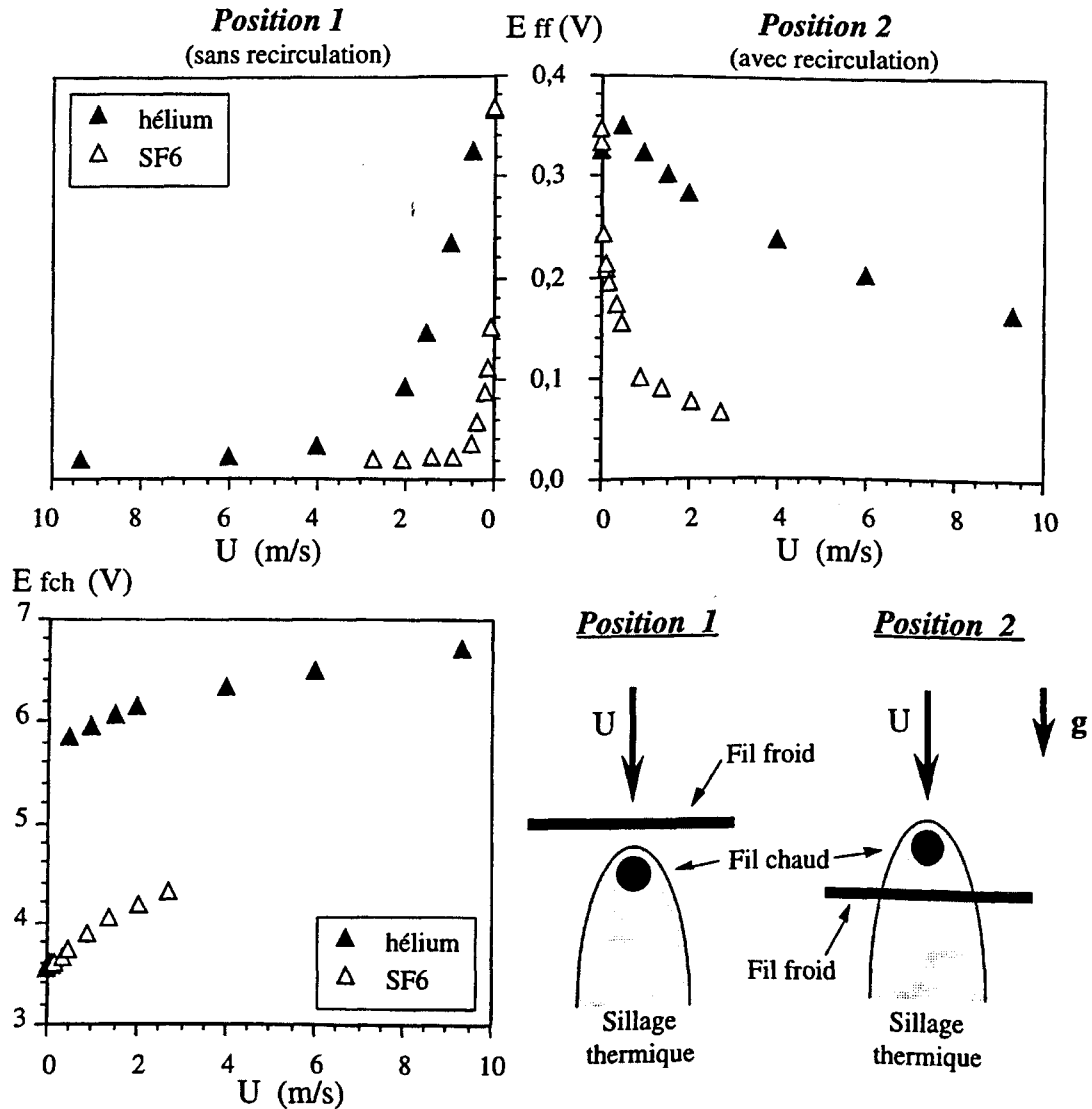 Position 1
(sans recirculation)
E ff (V)
Position 2
(avec recirculation)
hélium
SF6
0,4
0,3
0,2
0,1
0,0
10 8 6 4 2 0
U (m/s)
0 2 4 6 8 10
U (m/s)
E fch (V)
7
6
5
4
3
hélium
SF6
0 2 4 6 8 10
U (m/s)
Position 1
U
Fil froid
Fil chaud
Sillage
thermique
Position 2
U
g
Fil froid
Sillage
thermique